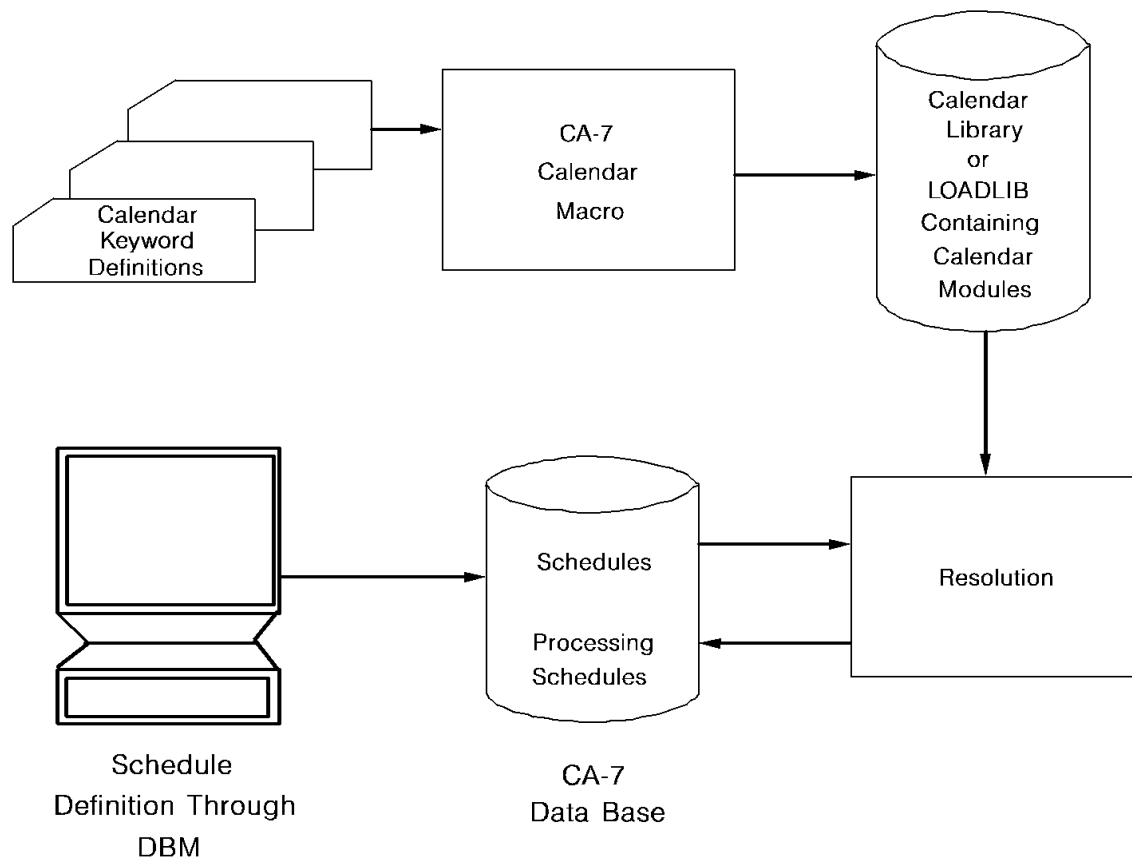 Calendar
Keyword
Definitions
CA-7
Calendar
Macro
Calendar
Library
or
LOADLIB
Containing
Calendar
Modules
Schedules
Processing
Schedules
Resolution
Schedule
Definition Through
DBM
CA-7
Data Base